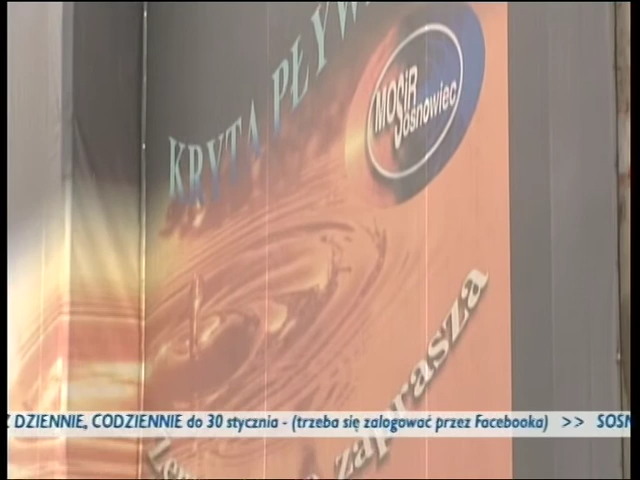 KRYTA PŁYW
MOSiR
Sosnowiec
zaprasza
Z DZIENNIE, CODZIENNIE do 30 stycznia - (trzeba się zalogować przez Facebooka) >> SOSN